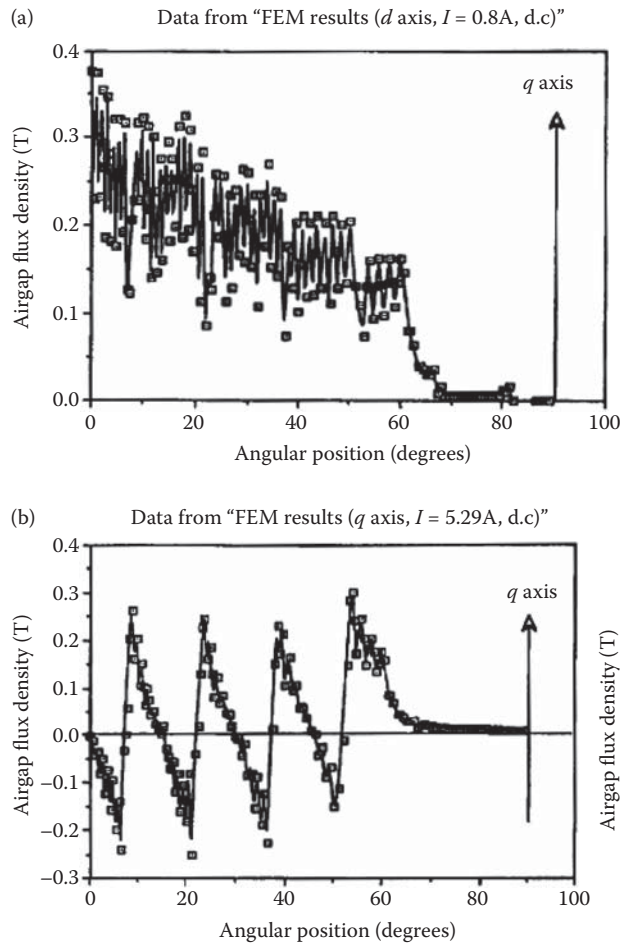 (a)
Data from “FEM results (d axis, I = 0.8A, d.c)”
0.4
0.3
0.2
0.1
0.0
Airgap flux density (T)
q axis
0
20
40
60
80
100
Angular position (degrees)
(b)
Data from “FEM results (q axis, I = 5.29A, d.c)”
0.4
0.3
0.2
0.1
0.0
–0.1
–0.2
–0.3
Airgap flux density (T)
q axis
Airgap flux density (T)
0
20
40
60
80
100
Angular position (degrees)